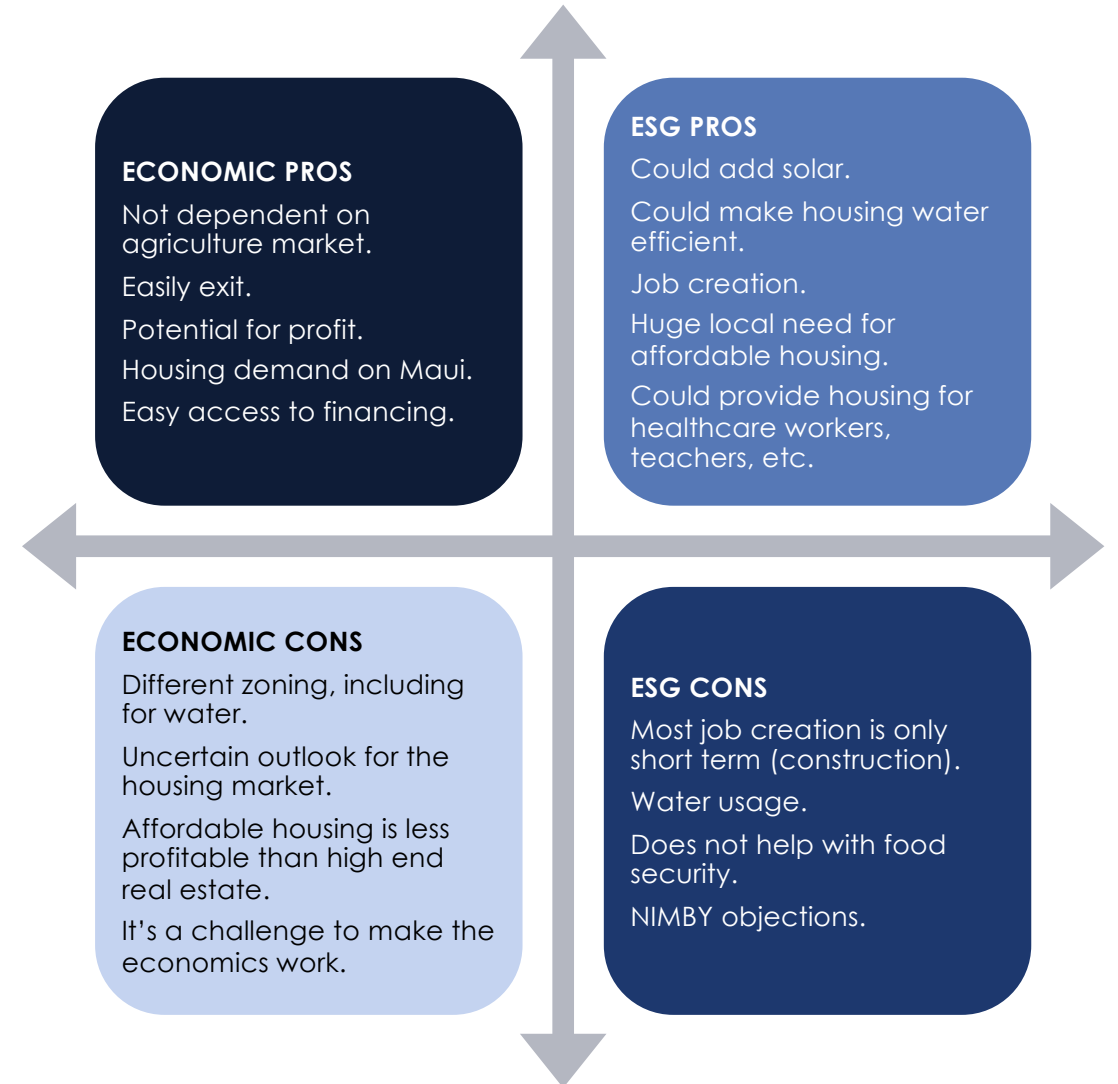 ECONOMIC PROS
Not dependent on
agriculture market.
Easily exit.
Potential for profit.
Housing demand on Maui.
Easy access to financing.
ESG PROS
Could add solar.
Could make housing water
efficient.
Job creation.
Huge local need for
affordable housing.
Could provide housing for
healthcare workers,
teachers, etc.
ECONOMIC CONS
Different zoning, including
for water.
Uncertain outlook for the
housing market.
Affordable housing is less
profitable than high end
real estate.
It’s a challenge to make the
economics work.
ESG CONS
Most job creation is only
short term (construction).
Water usage.
Does not help with food
security.
NIMBY objections.